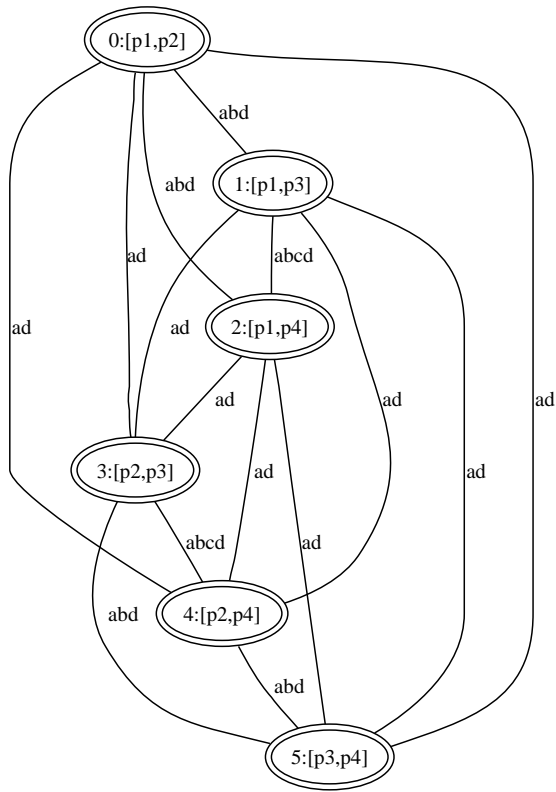 0:[p1,p2]
abd
1:[p1,p3]
abd
ad
abcd
ad
2:[p1,p4]
ad
ad
ad
ad
ad
3:[p2,p3]
ad
ad
abcd
ad
abd
4:[p2,p4]
abd
5:[p3,p4]